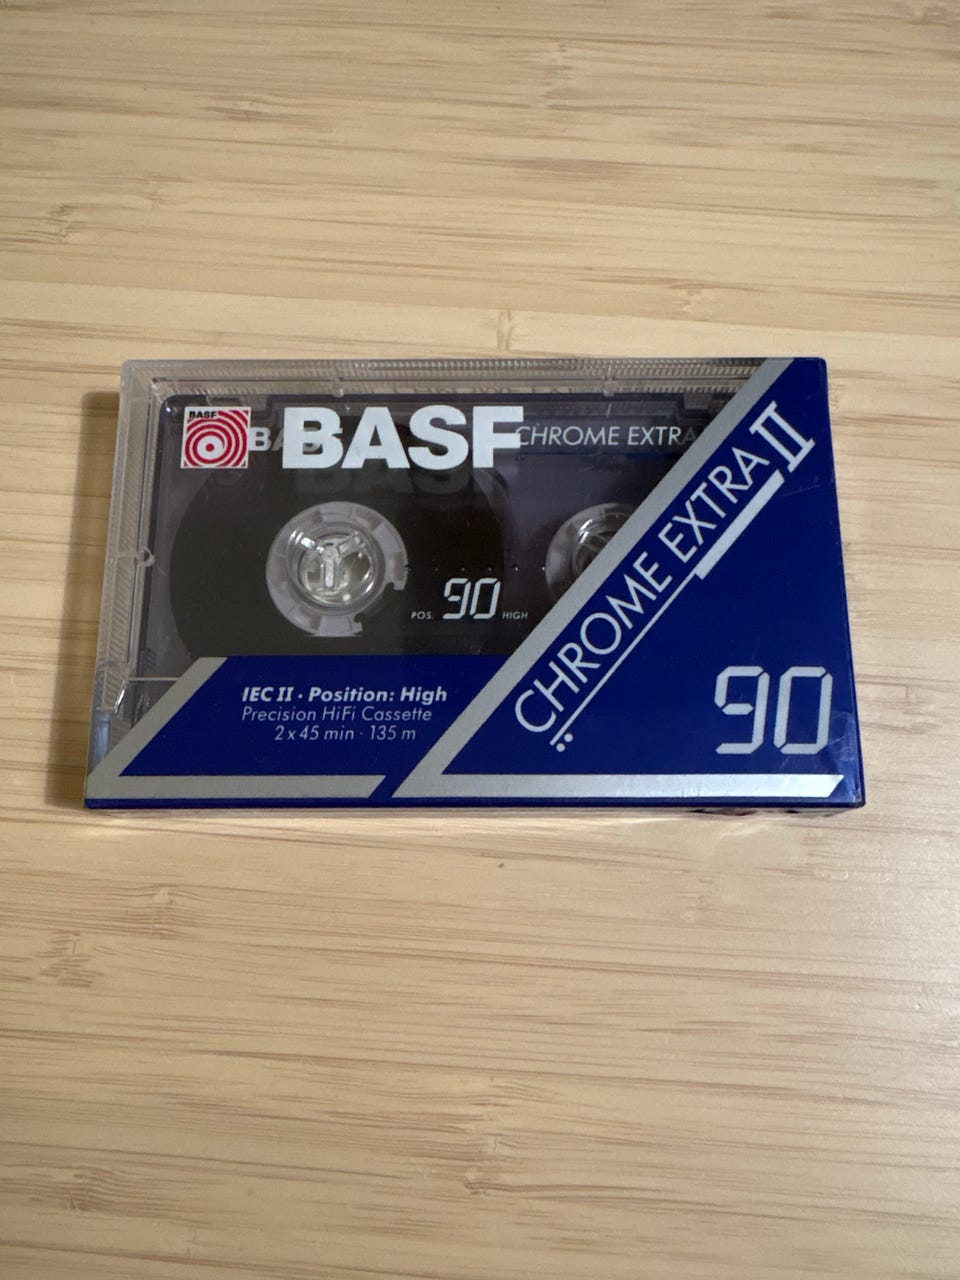 BASF
BASF
CHROME EXTRA
CHROME EXTRA II
POS. 90 HIGH
IEC II · Position: High
Precision HiFi Cassette
2 x 45 min · 135 m
90